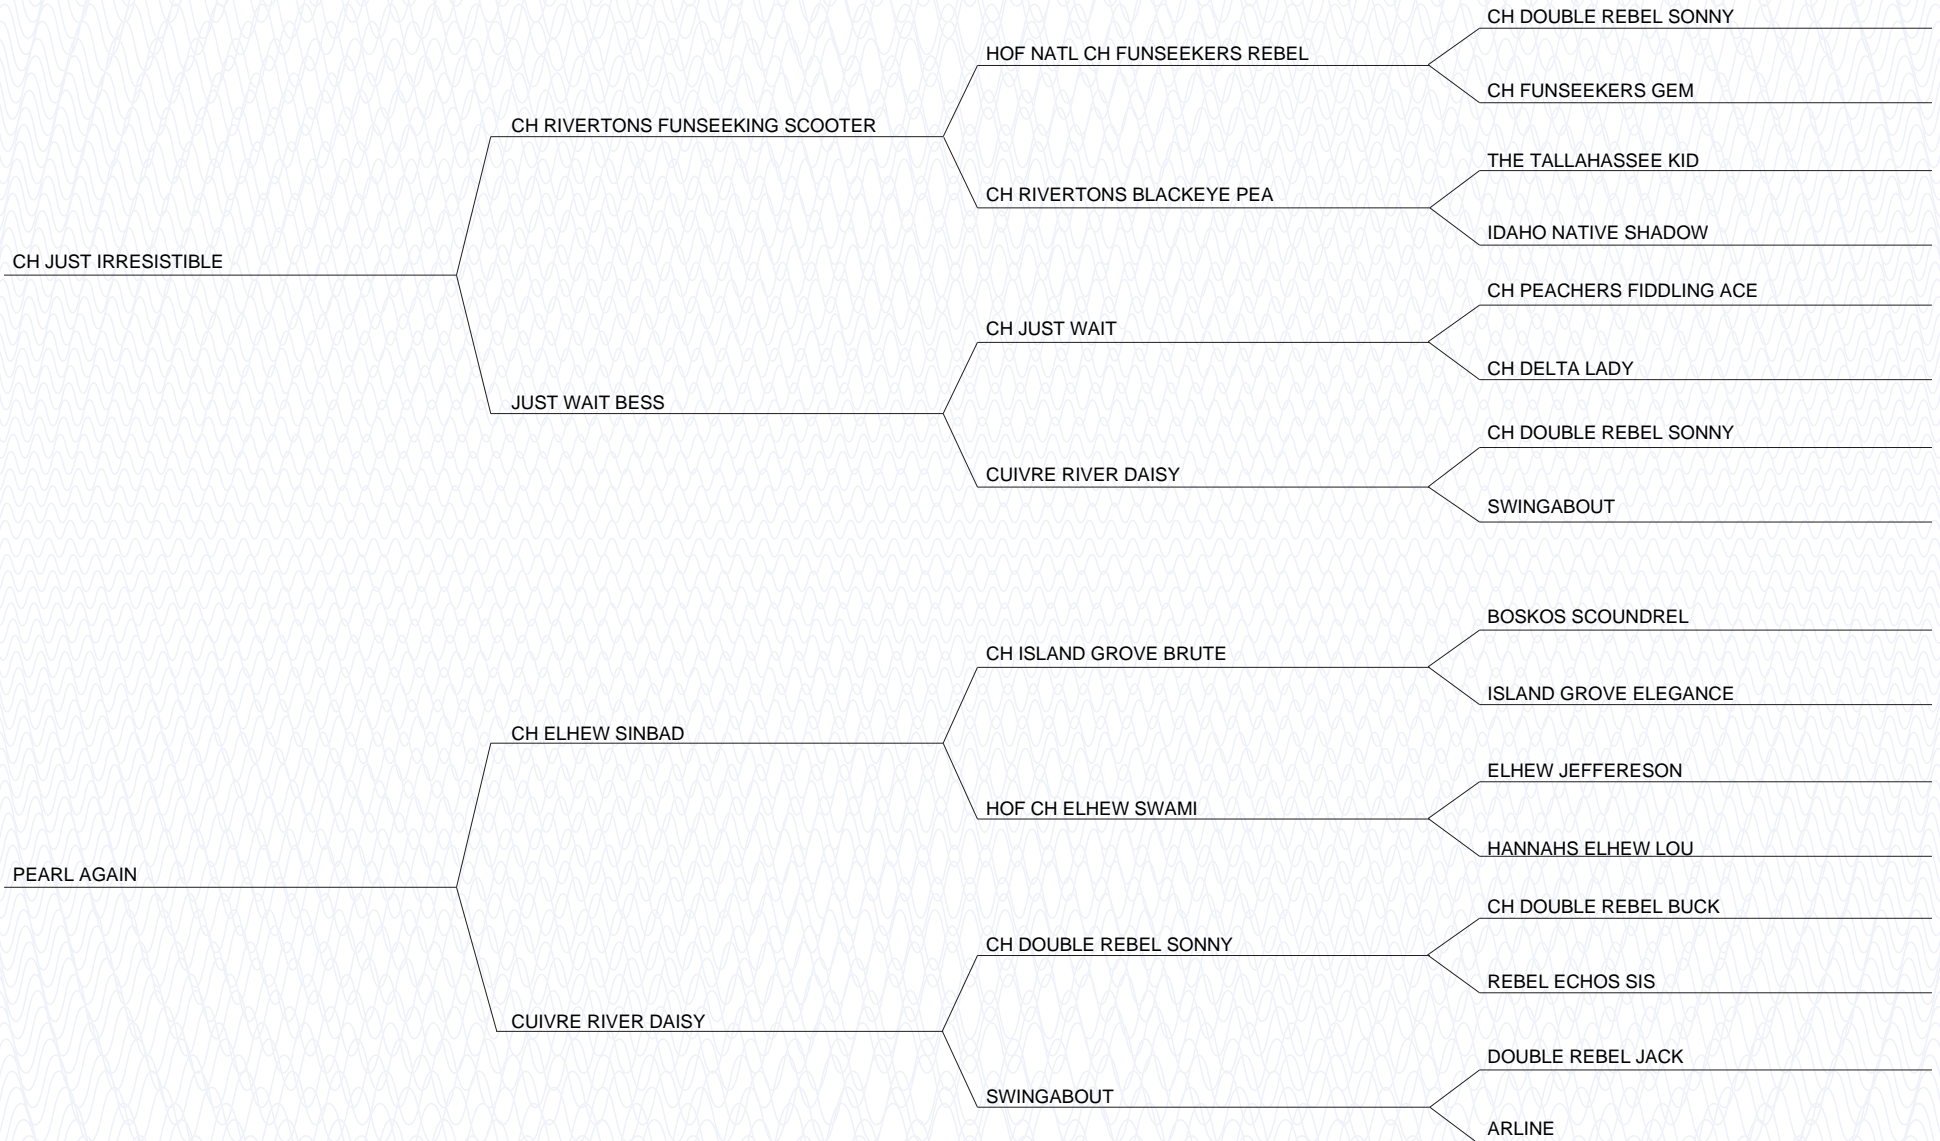 CH DOUBLE REBEL SONNY
HOF NATL CH FUNSEEKERS REBEL
CH FUNSEEKERS GEM
CH RIVERTONS FUNSEEKING SCOOTER
THE TALLAHASSEE KID
CH RIVERTONS BLACKEYE PEA
IDAHO NATIVE SHADOW
CH JUST IRRESISTIBLE
CH PEACHERS FIDDLING ACE
CH JUST WAIT
CH DELTA LADY
JUST WAIT BESS
CH DOUBLE REBEL SONNY
CUIVRE RIVER DAISY
SWINGABOUT
BOSKOS SCOUNDREL
CH ISLAND GROVE BRUTE
ISLAND GROVE ELEGANCE
CH ELHEW SINBAD
ELHEW JEFFERESON
HOF CH ELHEW SWAMI
HANNAHS ELHEW LOU
PEARL AGAIN
CH DOUBLE REBEL BUCK
CH DOUBLE REBEL SONNY
REBEL ECHOS SIS
CUIVRE RIVER DAISY
DOUBLE REBEL JACK
SWINGABOUT
ARLINE